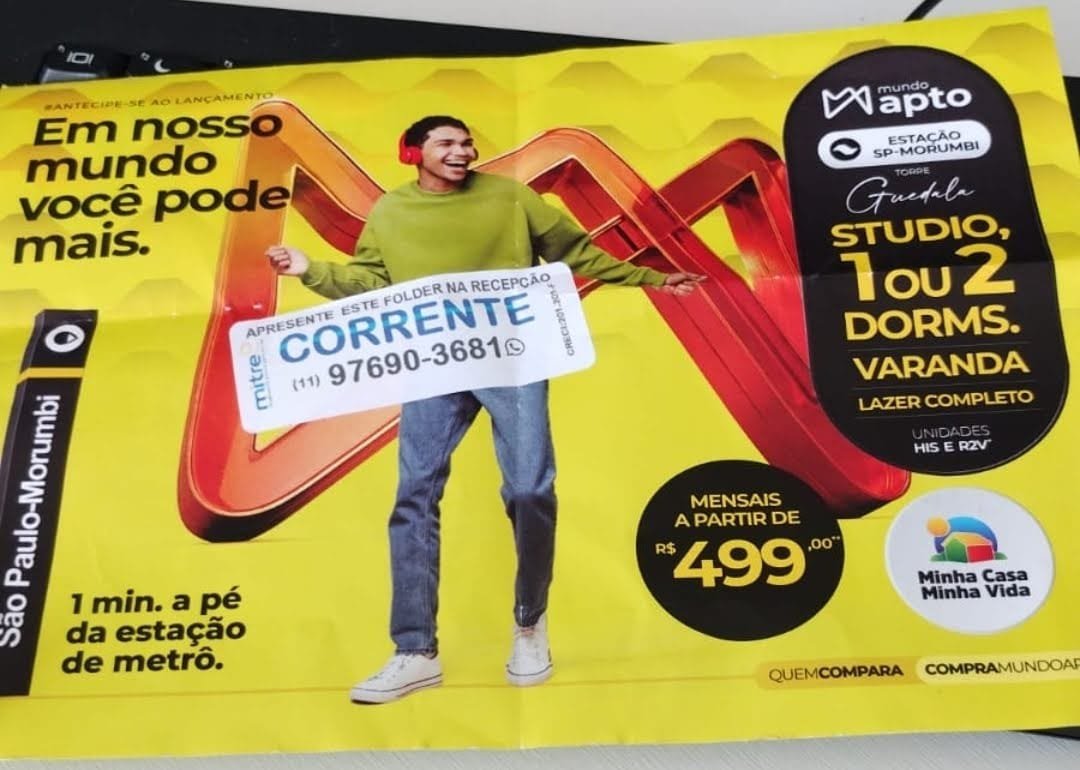 #ANTECIPE-SE AO LANÇAMENTO
Em nosso
mundo
você pode
mais.
São Paulo-Morumbi
1 min. a pé
da estação
de metrô.
APRESENTE ESTE FOLDER NA RECEPÇÃO
mitre
CORRENTE
(11) 97690-3681
mundo
apto
ESTAÇÃO
SP-MORUMBI
TORRE
Guedala
STUDIO,
1 OU 2
DORMS.
VARANDA
LAZER COMPLETO
UNIDADES
HIS E R2V*
MENSAIS
A PARTIR DE
R$ 499,00**
Minha Casa
Minha Vida
QUEMCOMPARA COMPRAMUNDOAP